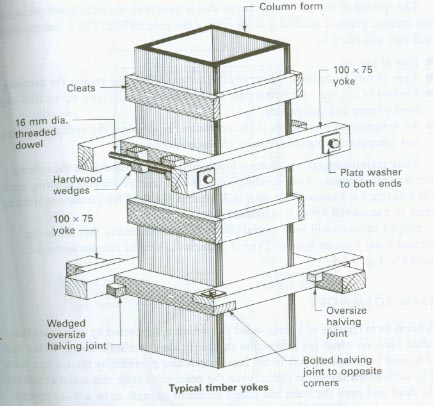 Column form
Cleats
100 × 75
yoke
16 mm dia.
threaded
dowel
Hardwood
wedges
Plate washer
to both ends
100 × 75
yoke
Oversize
halving
joint
Wedged
oversize
halving joint
Bolted halving
joint to opposite
corners
Typical timber yokes